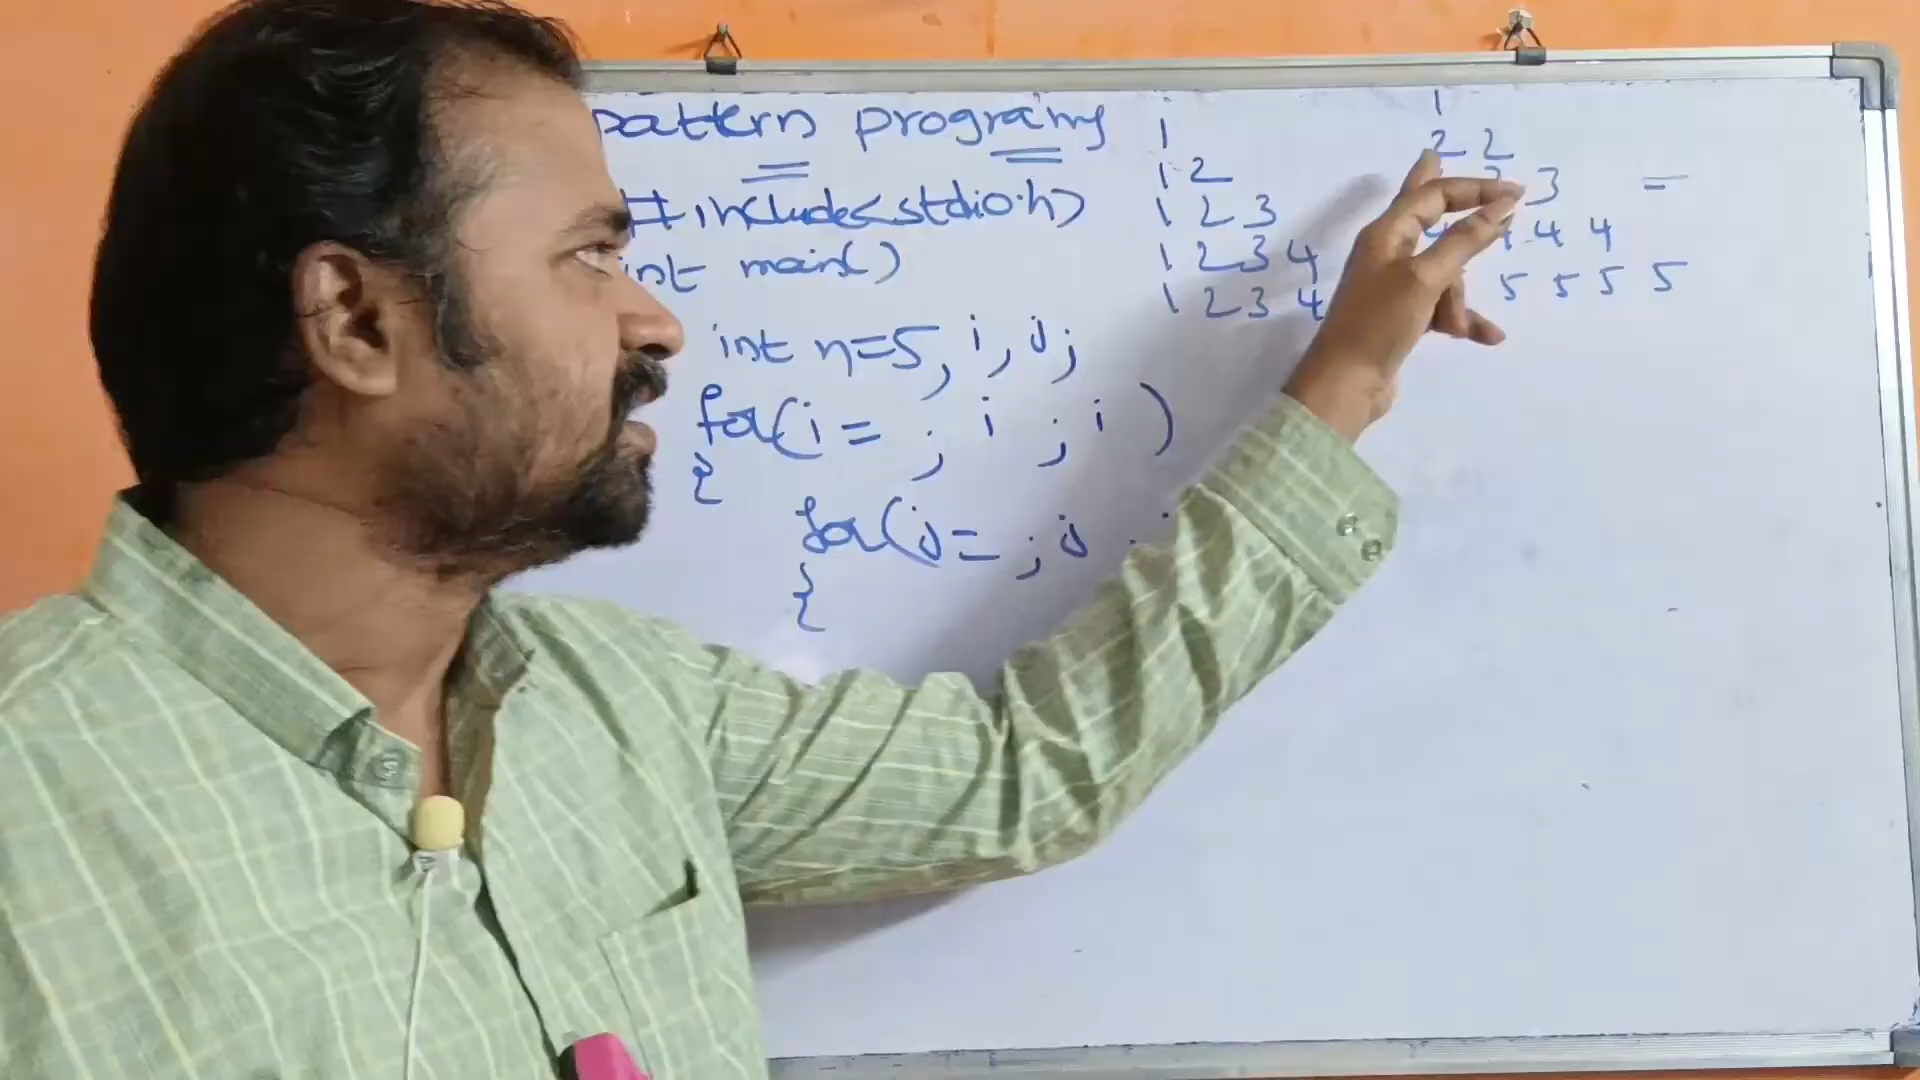 pattern programs
#include<stdio.h>
int main()
int n=5, i, j;
for(i= ; i ; i )
{
for(j= ; j
{
1
1 2
1 2 3
1 2 3 4
1 2 3 4
1
2 2
3
4 4
5 5 5 5